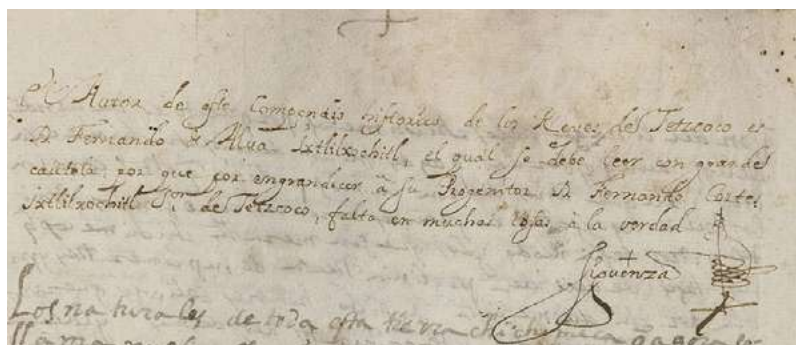 El Autor de este Compendio historico de los Reyes de Tetzcoco es
D. Fernando de Alva Ixtlilxochitl, el qual se debe leer con grande
cautela por que por engrandecer à su Progenitor D. Fernando Cortes
Ixtlilxochitl Sor. de Tetzcoco, falta en muchas cosas à la verdad
Siguenza
Los naturales de toda esta tierra chichimeca